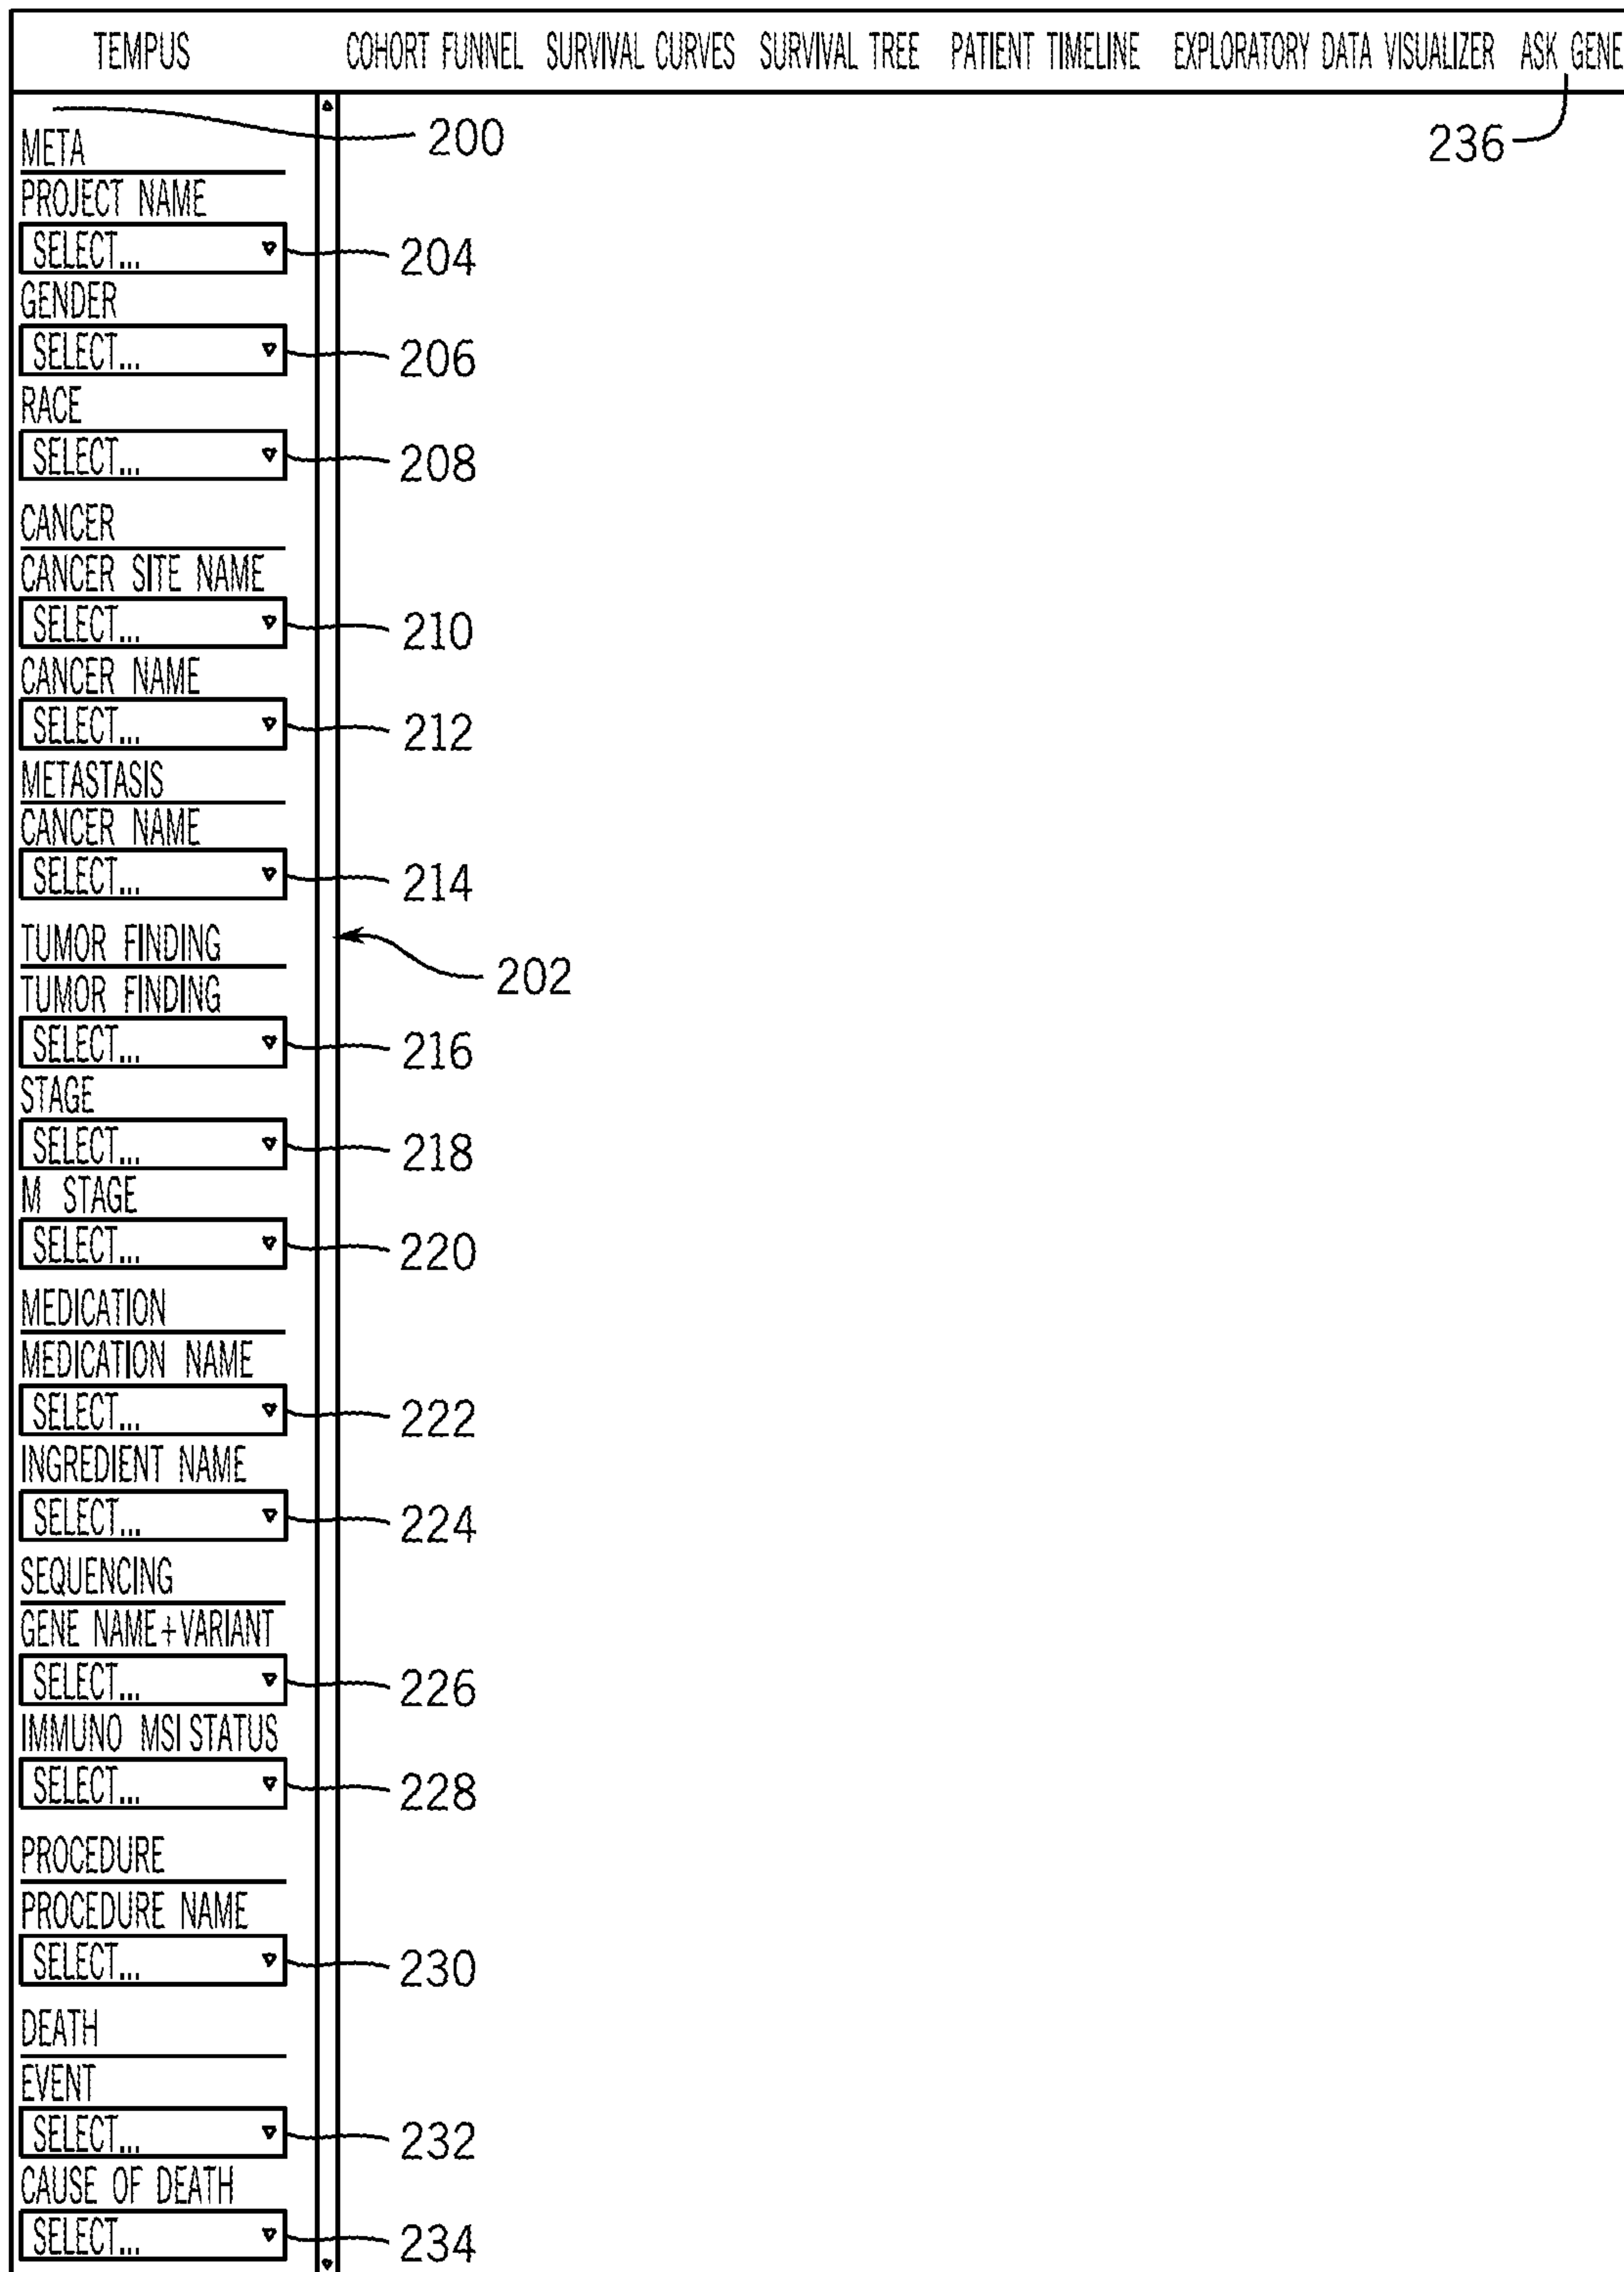 TEMPUS COHORT FUNNEL SURVIVAL CURVES SURVIVAL TREE PATIENT TIMELINE EXPLORATORY DATA VISUALIZER ASK GENE
200
236
META
PROJECT NAME
SELECT... 204
GENDER
SELECT... 206
RACE
SELECT... 208
CANCER
CANCER SITE NAME
SELECT... 210
CANCER NAME
SELECT... 212
METASTASIS
CANCER NAME
SELECT... 214
TUMOR FINDING
202
TUMOR FINDING
SELECT... 216
STAGE
SELECT... 218
M STAGE
SELECT... 220
MEDICATION
MEDICATION NAME
SELECT... 222
INGREDIENT NAME
SELECT... 224
SEQUENCING
GENE NAME+VARIANT
SELECT... 226
IMMUNO MSI STATUS
SELECT... 228
PROCEDURE
PROCEDURE NAME
SELECT... 230
DEATH
EVENT
SELECT... 232
CAUSE OF DEATH
SELECT... 234